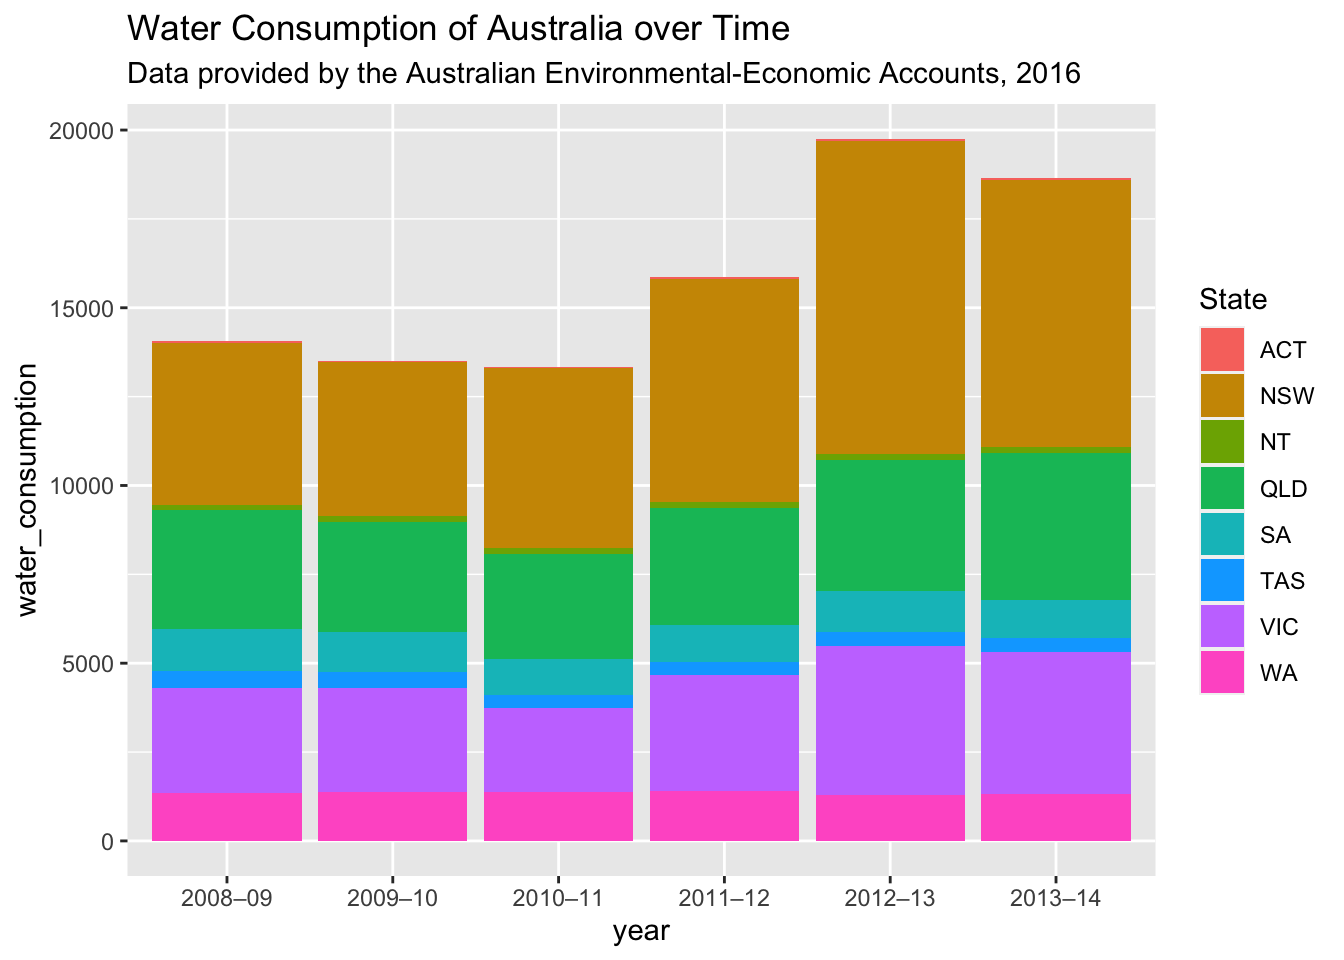 Water Consumption of Australia over Time
Data provided by the Australian Environmental-Economic Accounts, 2016
20000
15000
10000
5000
0
water_consumption
2008–09 2009–10 2010–11 2011–12 2012–13 2013–14
year
State
ACT
NSW
NT
QLD
SA
TAS
VIC
WA